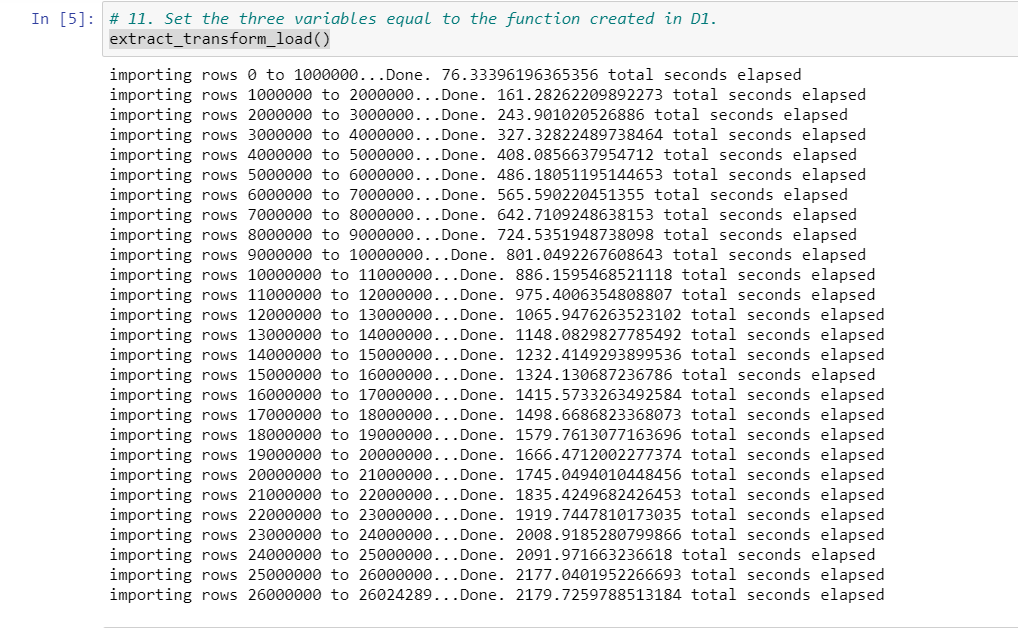 In [5]: # 11. Set the three variables equal to the function created in D1.
extract_transform_load()
importing rows 0 to 1000000...Done. 76.33396196365356 total seconds elapsed
importing rows 1000000 to 2000000...Done. 161.28262209892273 total seconds elapsed
importing rows 2000000 to 3000000...Done. 243.901020526886 total seconds elapsed
importing rows 3000000 to 4000000...Done. 327.32822489738464 total seconds elapsed
importing rows 4000000 to 5000000...Done. 408.0856637954712 total seconds elapsed
importing rows 5000000 to 6000000...Done. 486.18051195144653 total seconds elapsed
importing rows 6000000 to 7000000...Done. 565.590220451355 total seconds elapsed
importing rows 7000000 to 8000000...Done. 642.7109248638153 total seconds elapsed
importing rows 8000000 to 9000000...Done. 724.5351948738098 total seconds elapsed
importing rows 9000000 to 10000000...Done. 801.0492267608643 total seconds elapsed
importing rows 10000000 to 11000000...Done. 886.1595468521118 total seconds elapsed
importing rows 11000000 to 12000000...Done. 975.4006354808807 total seconds elapsed
importing rows 12000000 to 13000000...Done. 1065.9476263523102 total seconds elapsed
importing rows 13000000 to 14000000...Done. 1148.0829827785492 total seconds elapsed
importing rows 14000000 to 15000000...Done. 1232.4149293899536 total seconds elapsed
importing rows 15000000 to 16000000...Done. 1324.130687236786 total seconds elapsed
importing rows 16000000 to 17000000...Done. 1415.5733263492584 total seconds elapsed
importing rows 17000000 to 18000000...Done. 1498.6686823368073 total seconds elapsed
importing rows 18000000 to 19000000...Done. 1579.7613077163696 total seconds elapsed
importing rows 19000000 to 20000000...Done. 1666.4712002277374 total seconds elapsed
importing rows 20000000 to 21000000...Done. 1745.0494010448456 total seconds elapsed
importing rows 21000000 to 22000000...Done. 1835.4249682426453 total seconds elapsed
importing rows 22000000 to 23000000...Done. 1919.7447810173035 total seconds elapsed
importing rows 23000000 to 24000000...Done. 2008.9185280799866 total seconds elapsed
importing rows 24000000 to 25000000...Done. 2091.971663236618 total seconds elapsed
importing rows 25000000 to 26000000...Done. 2177.0401952266693 total seconds elapsed
importing rows 26000000 to 26024289...Done. 2179.7259788513184 total seconds elapsed